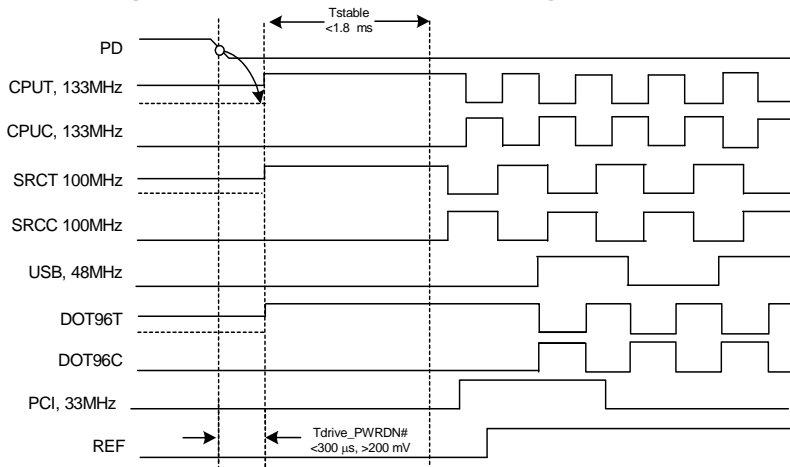 Tstable
<1.8 ms
PD
CPUT, 133MHz
CPUC, 133MHz
SRCT 100MHz
SRCC 100MHz
USB, 48MHz
DOT96T
DOT96C
PCI, 33MHz
Tdrive_PWRDN#
<300 μs, >200 mV
REF